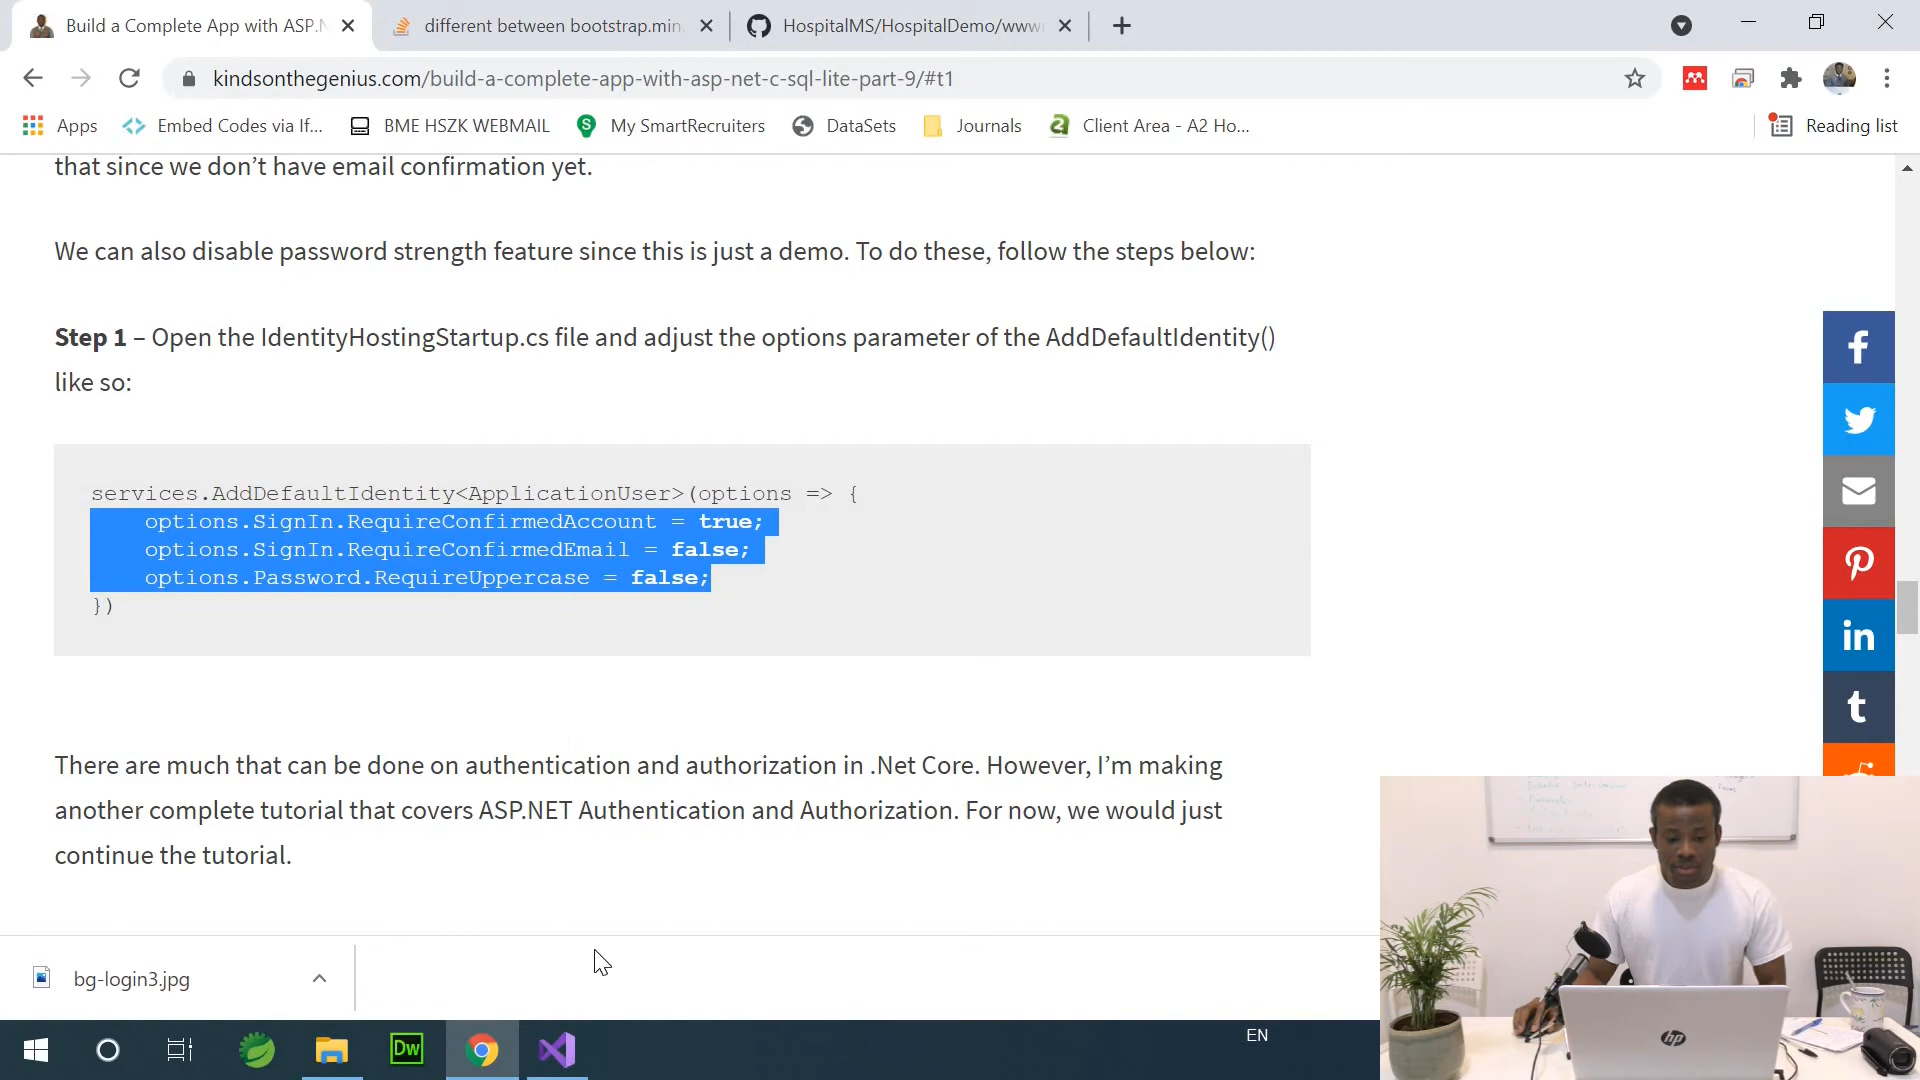 Build a Complete App with ASP.N
different between bootstrap.min.
HospitalMS/HospitalDemo/www
kindsonthegenius.com/build-a-complete-app-with-asp-net-c-sql-lite-part-9/#t1
Apps
Embed Codes via If...
BME HSZK WEBMAIL
My SmartRecruiters
DataSets
Journals
Client Area - A2 Ho...
Reading list
that since we don’t have email confirmation yet.
We can also disable password strength feature since this is just a demo. To do these, follow the steps below:
Step 1 – Open the IdentityHostingStartup.cs file and adjust the options parameter of the AddDefaultIdentity()
like so:
services.AddDefaultIdentity<ApplicationUser>(options => {
options.SignIn.RequireConfirmedAccount = true;
options.SignIn.RequireConfirmedEmail = false;
options.Password.RequireUppercase = false;
})
There are much that can be done on authentication and authorization in .Net Core. However, I’m making
another complete tutorial that covers ASP.NET Authentication and Authorization. For now, we would just
continue the tutorial.
bg-login3.jpg
Dw
EN
hp